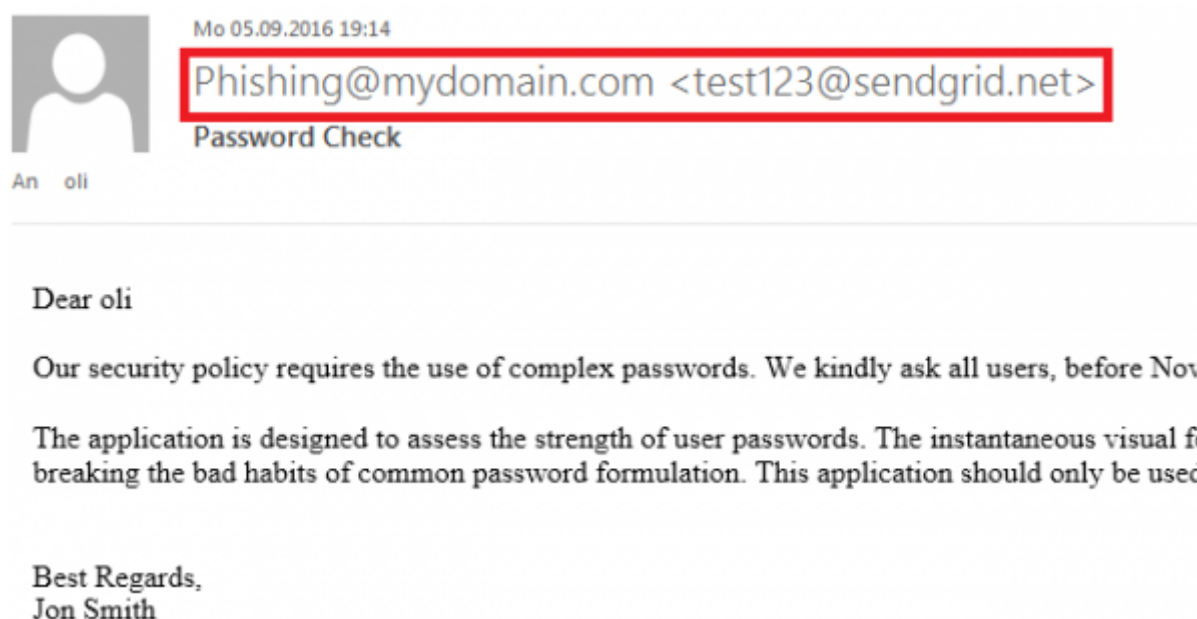 Mo 05.09.2016 19:14
Phishing@mydomain.com <test123@sendgrid.net>
Password Check
An oli
Dear oli
Our security policy requires the use of complex passwords. We kindly ask all users, before
The application is designed to assess the strength of user passwords. The instantaneous visual
breaking the bad habits of common password formulation. This application should only be
Best Regards,
Jon Smith